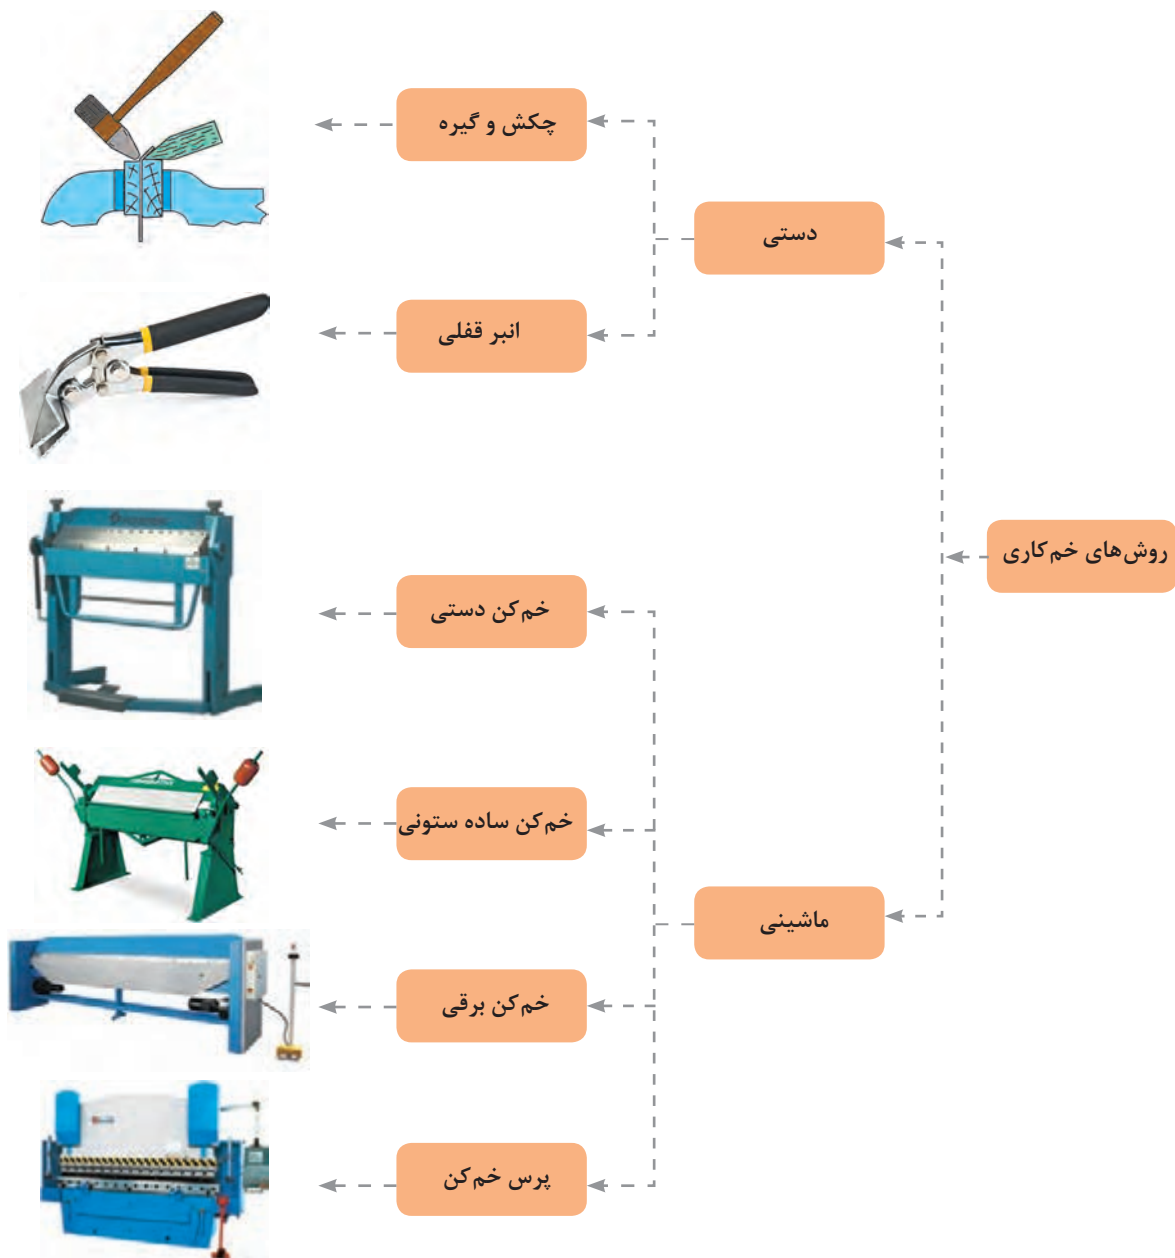 روش‌های خم‌کاری
دستی
چکش و گیره
انبر قفلی
ماشینی
خم‌کن دستی
خم‌کن ساده ستونی
خم‌کن برقی
پرس خم‌کن